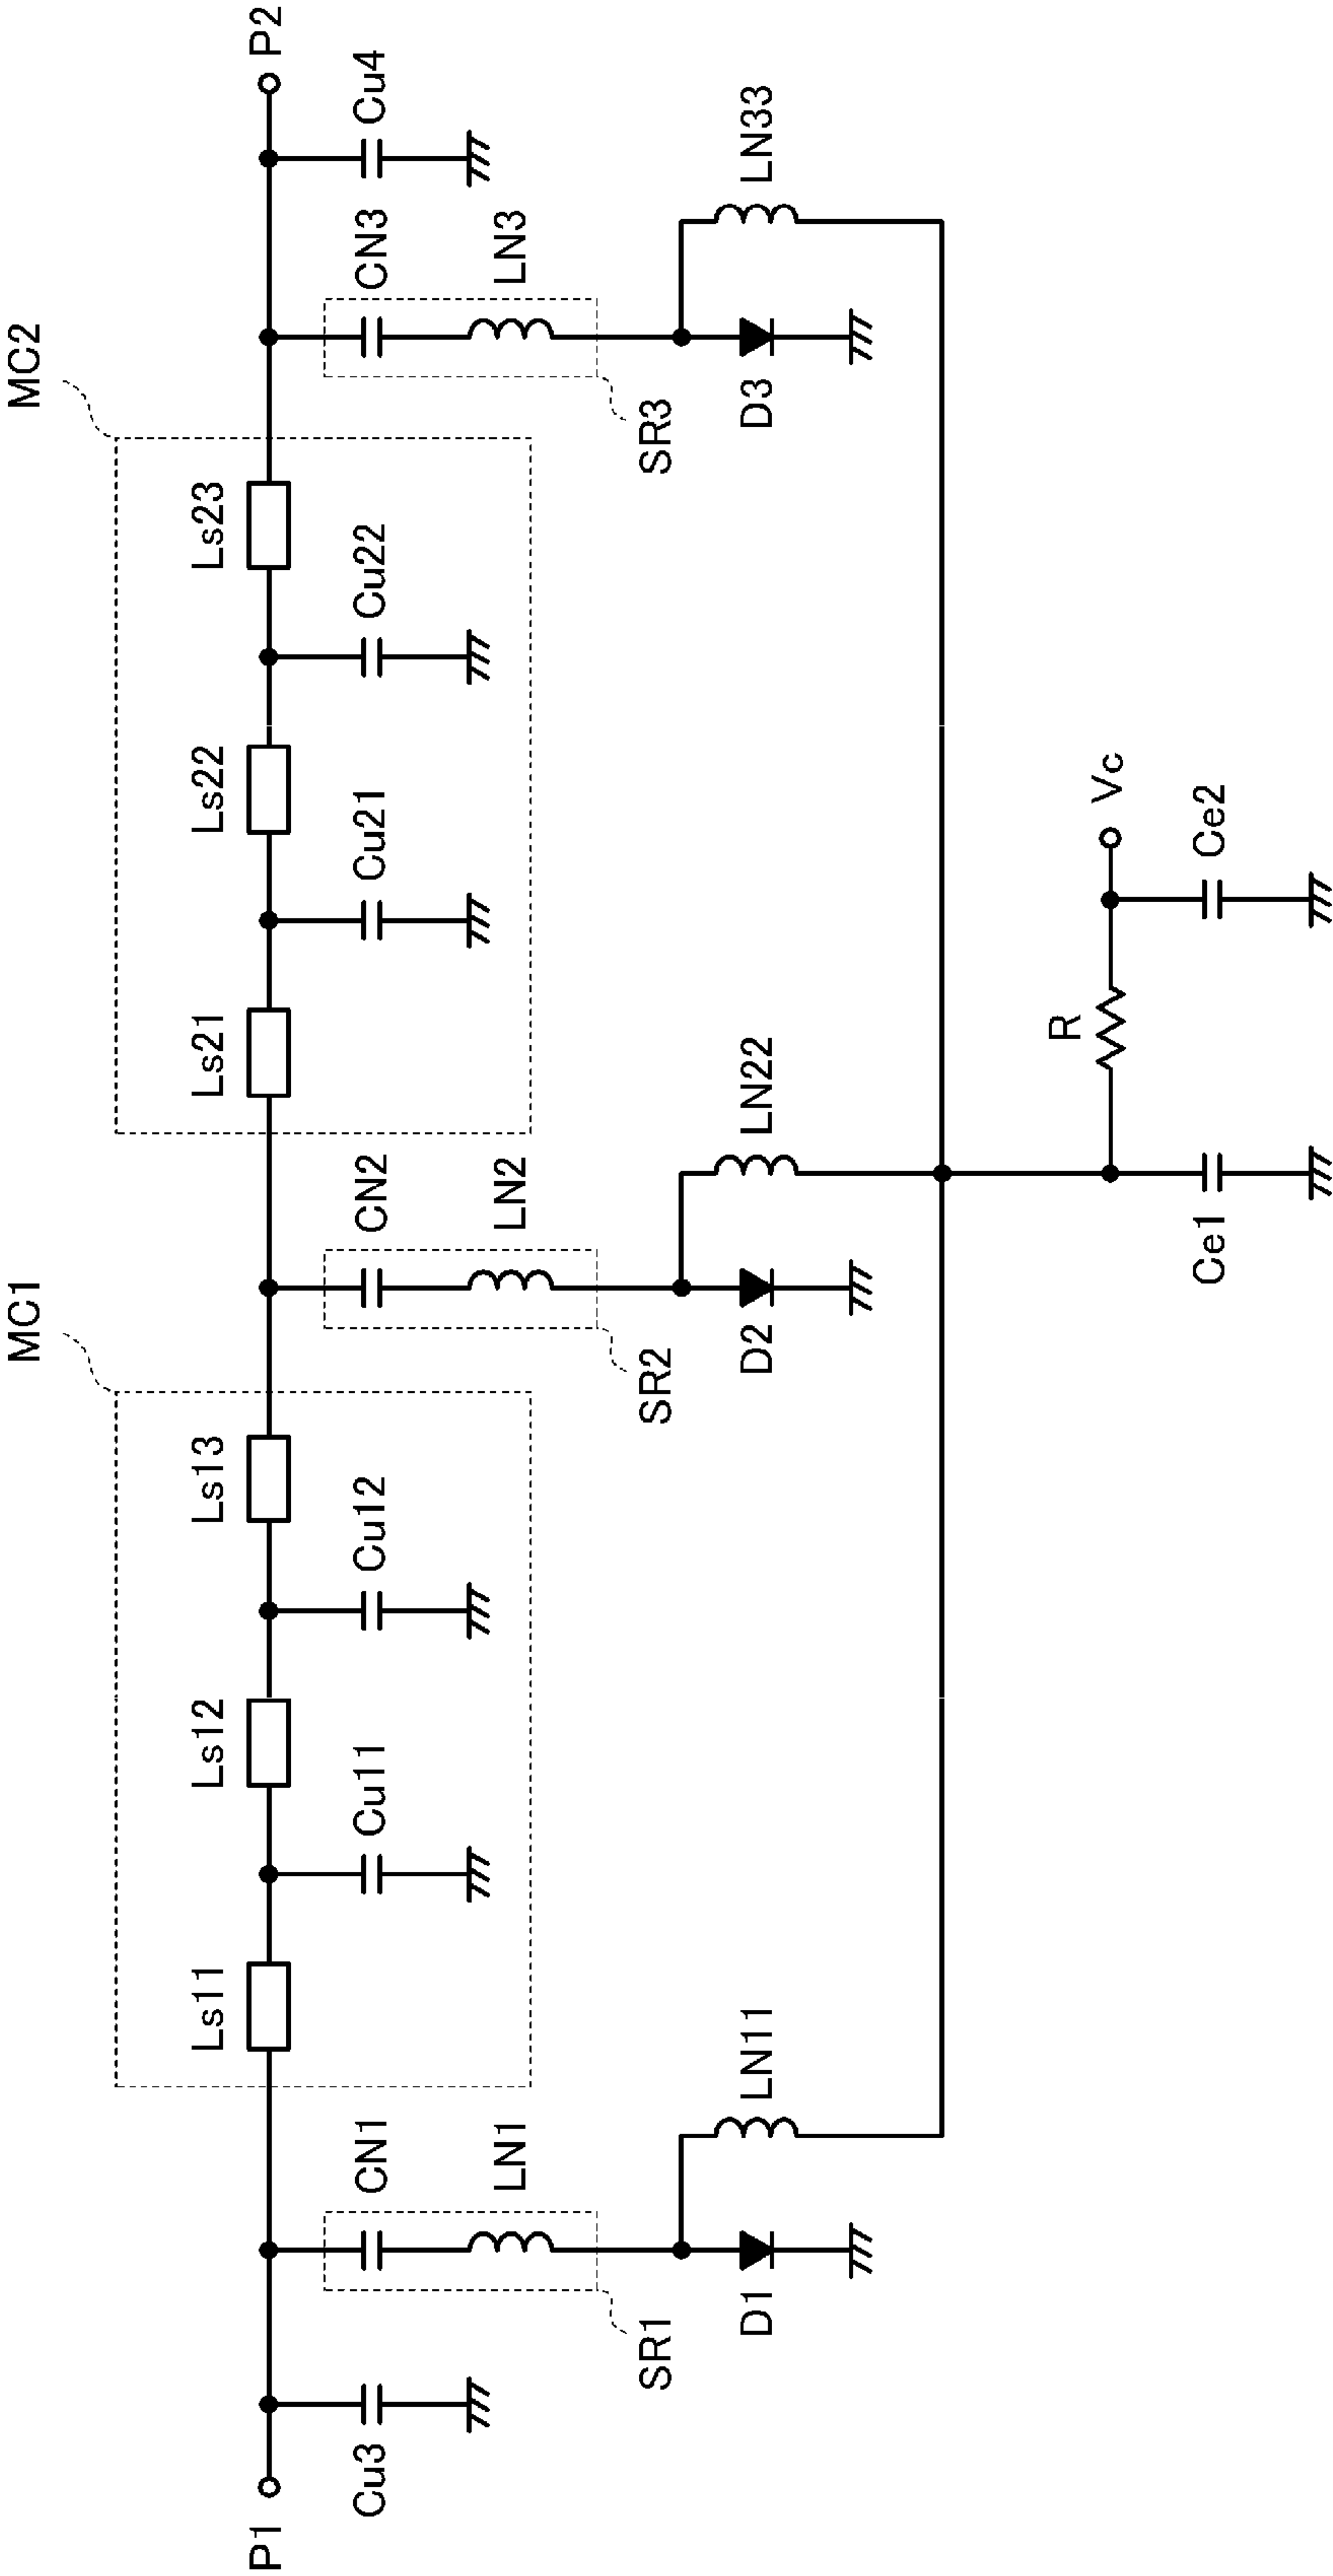 MC1
MC2
Ls11
Ls12
Ls13
Ls21
Ls22
Ls23
P1
P2
Cu3
CN1
Cu11
Cu12
CN2
Cu21
Cu22
CN3
Cu4
LN1
LN2
LN3
SR1
SR2
SR3
D1
LN11
D2
LN22
D3
LN33
R
Vc
Ce1
Ce2